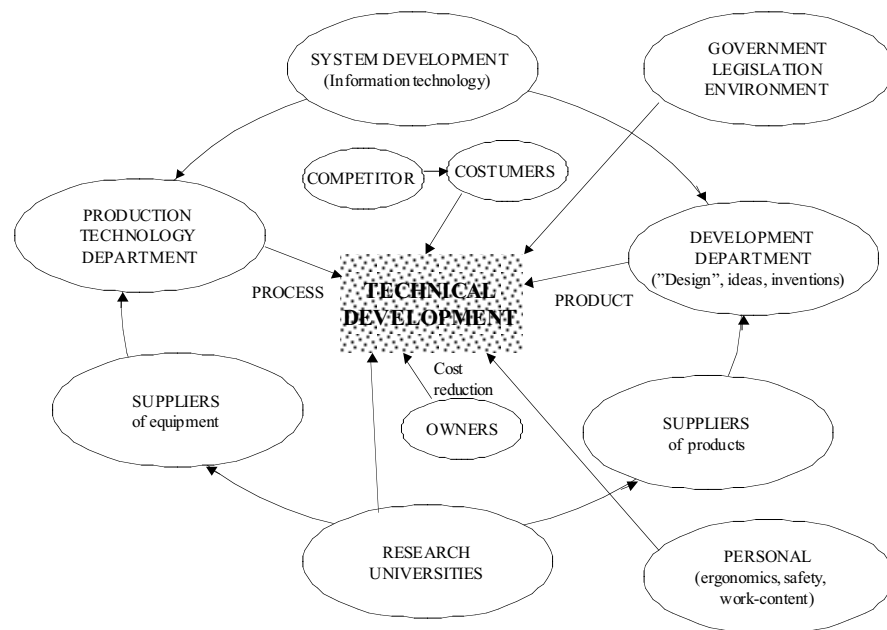 SYSTEM DEVELOPMENT
(Information technology)
GOVERNMENT
LEGISLATION
ENVIRONMENT
COMPETITOR
COSTUMERS
PRODUCTION
TECHNOLOGY
DEPARTMENT
DEVELOPMENT
DEPARTMENT
("Design", ideas, inventions)
PROCESS
TECHNICAL
DEVELOPMENT
PRODUCT
Cost
reduction
SUPPLIERS
of equipment
OWNERS
SUPPLIERS
of products
RESEARCH
UNIVERSITIES
PERSONAL
(ergonomics, safety,
work-content)